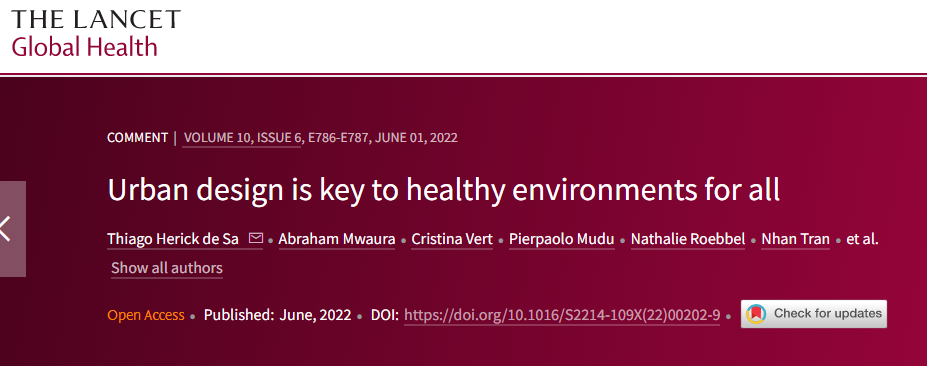 THE LANCET
Global Health
COMMENT | VOLUME 10, ISSUE 6, E786-E787, JUNE 01, 2022
Urban design is key to healthy environments for all
Thiago Herick de Sa • Abraham Mwaura • Cristina Vert • Pierpaolo Mudu • Nathalie Roebbel • Nhan Tran • et al.
Show all authors
Open Access • Published: June, 2022 • DOI: https://doi.org/10.1016/S2214-109X(22)00202-9 • Check for updates